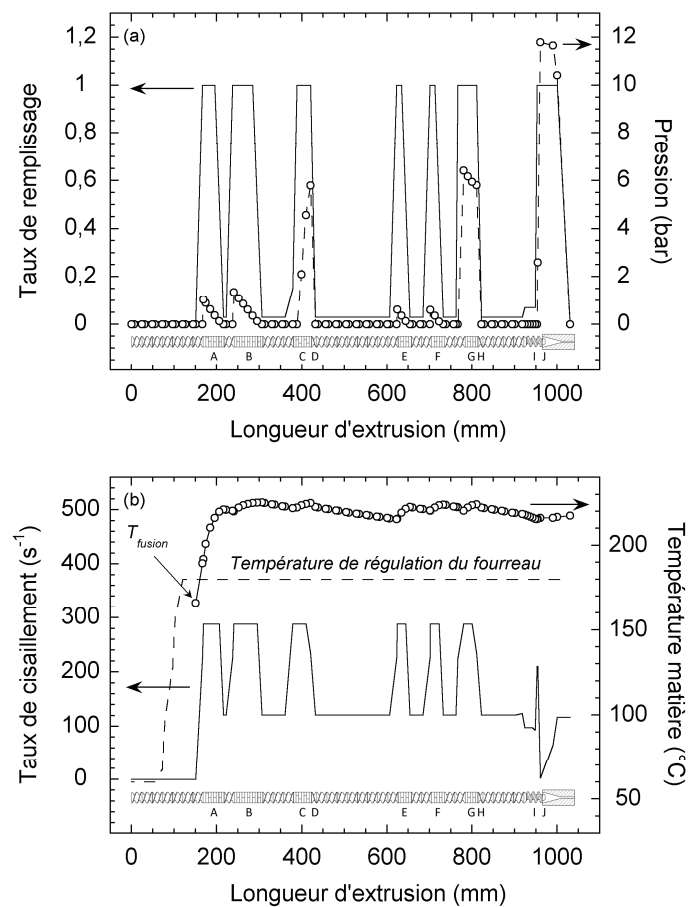 (a)
Taux de remplissage
1,2
1
0,8
0,6
0,4
0,2
0
12
10
8
6
4
2
0
Pression (bar)
A B C D E F G H I J
0 200 400 600 800 1000
Longueur d'extrusion (mm)
(b)
Taux de cisaillement (s-1)
500
400
300
200
100
0
Tfusion
Température de régulation du fourreau
200
150
100
50
Température matière (°C)
A B C D E F G H I J
0 200 400 600 800 1000
Longueur d'extrusion (mm)